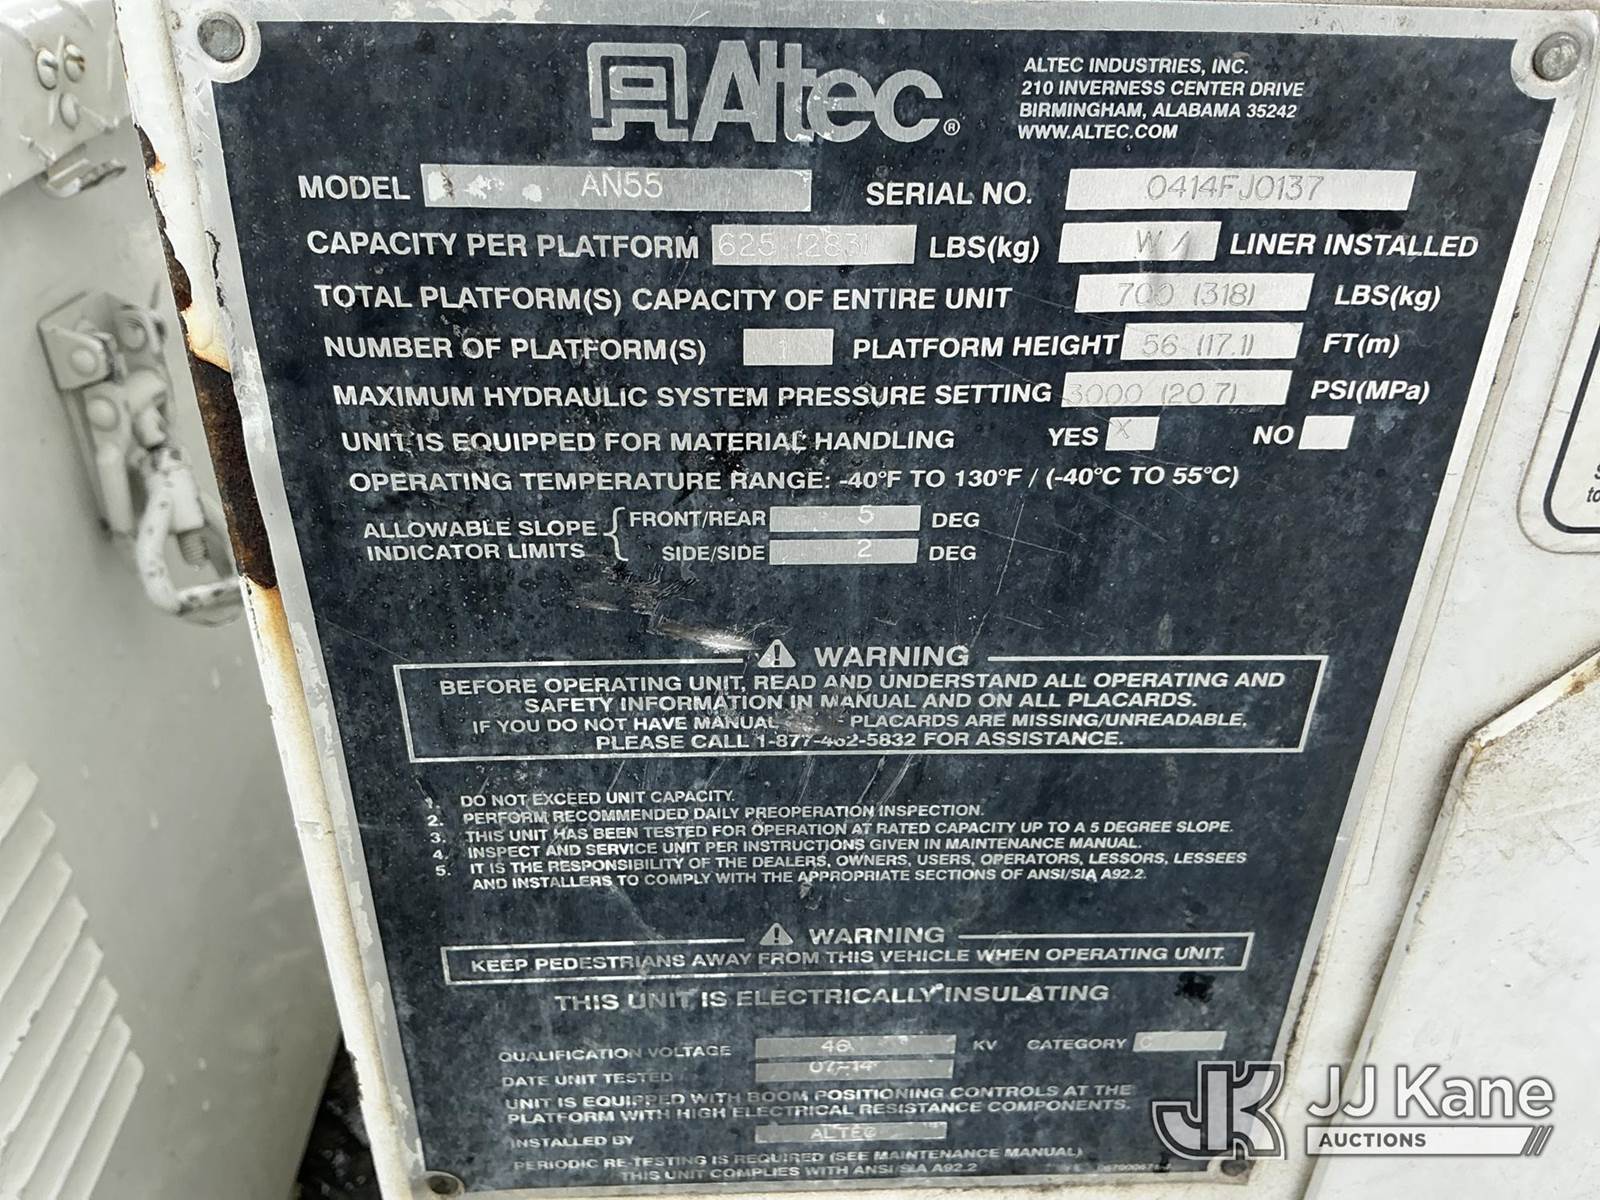 Altec®
ALTEC INDUSTRIES, INC.
210 INVERNESS CENTER DRIVE
BIRMINGHAM, ALABAMA 35242
WWW.ALTEC.COM
MODEL AN55 SERIAL NO. 0414FJ0137
CAPACITY PER PLATFORM 625 (283) LBS(kg) W/ LINER INSTALLED
TOTAL PLATFORM(S) CAPACITY OF ENTIRE UNIT 700 (318) LBS(kg)
NUMBER OF PLATFORM(S) 1 PLATFORM HEIGHT 56 (17.1) FT(m)
MAXIMUM HYDRAULIC SYSTEM PRESSURE SETTING 3000 (20.7) PSI(MPa)
UNIT IS EQUIPPED FOR MATERIAL HANDLING YES X NO
OPERATING TEMPERATURE RANGE: -40°F TO 130°F / (-40°C TO 55°C)
ALLOWABLE SLOPE INDICATOR LIMITS { FRONT/REAR 5 DEG
SIDE/SIDE 2 DEG
WARNING
BEFORE OPERATING UNIT, READ AND UNDERSTAND ALL OPERATING AND
SAFETY INFORMATION IN MANUAL AND ON ALL PLACARDS.
IF YOU DO NOT HAVE MANUAL PLACARDS ARE MISSING/UNREADABLE,
PLEASE CALL FOR ASSISTANCE.
1. DO NOT EXCEED UNIT CAPACITY.
2. PERFORM RECOMMENDED DAILY PREOPERATION INSPECTION.
3. THIS UNIT HAS BEEN TESTED FOR OPERATION AT RATED CAPACITY UP TO A 5 DEGREE SLOPE.
4. INSPECT AND SERVICE UNIT PER INSTRUCTIONS GIVEN IN MAINTENANCE MANUAL.
5. IT IS THE RESPONSIBILITY OF THE DEALERS, OWNERS, USERS, OPERATORS, LESSORS, LESSEES
AND INSTALLERS TO COMPLY WITH THE APPROPRIATE SECTIONS OF ANSI/SIA A92.2.
WARNING
KEEP PEDESTRIANS AWAY FROM THIS VEHICLE WHEN OPERATING UNIT.
THIS UNIT IS ELECTRICALLY INSULATING
QUALIFICATION VOLTAGE 46 KV CATEGORY C
DATE UNIT TESTED 07-14
UNIT IS EQUIPPED WITH BOOM POSITIONING CONTROLS AT THE
PLATFORM WITH HIGH ELECTRICAL RESISTANCE COMPONENTS.
INSTALLED BY ALTEC
PERIODIC RE-TESTING IS REQUIRED (SEE MAINTENANCE MANUAL)
THIS UNIT COMPLIES WITH ANSI/SIA A92.2
JK JJ Kane
AUCTIONS